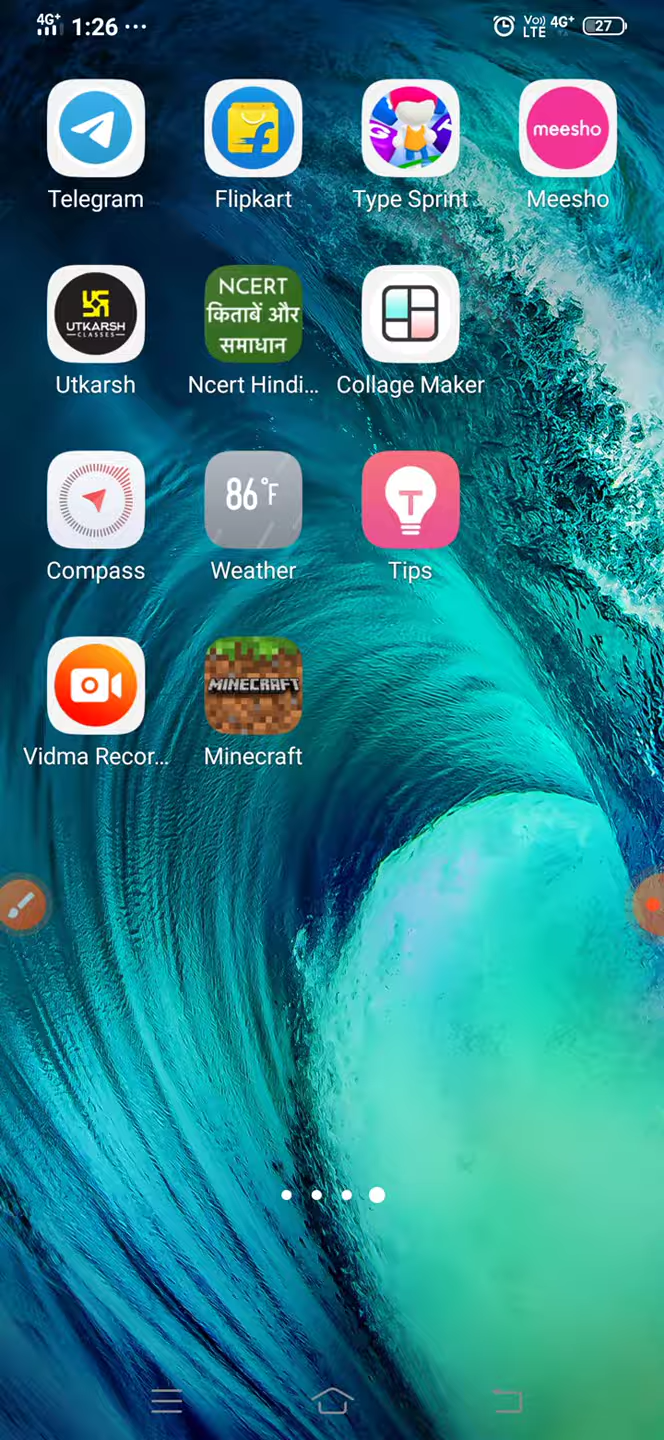 4G+ 1:26 ... Vo)) LTE 4G+ 27
Telegram Flipkart Type Sprint Meesho
meesho
UTKARSH
CLASSES
NCERT
किताबें और
समाधान
Utkarsh Ncert Hindi... Collage Maker
86°F
T
Compass Weather Tips
MINECRAFT
Vidma Recor... Minecraft